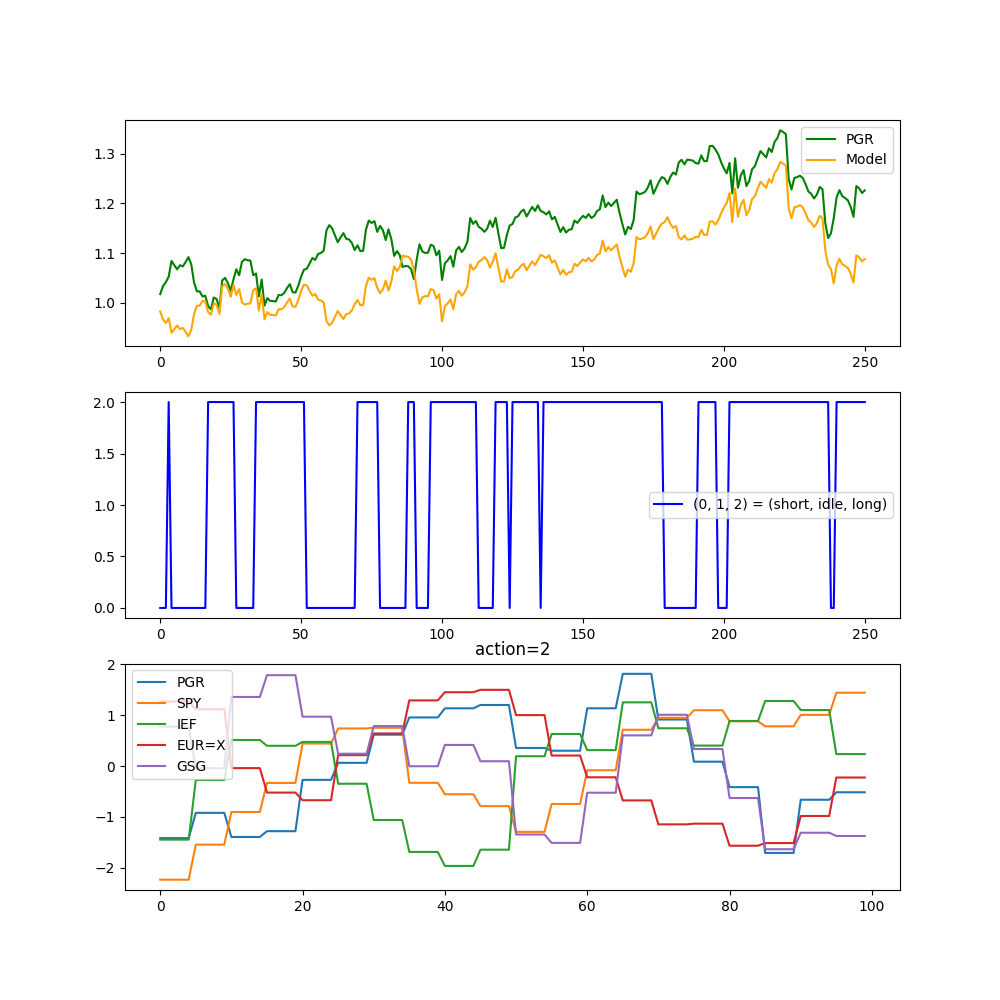 1.3
1.2
1.1
1.0
PGR
Model
0 50 100 150 200 250
2.0
1.5
1.0
0.5
0.0
(0, 1, 2) = (short, idle, long)
0 50 100 150 200 250
action=2
2
1
0
−1
−2
PGR
SPY
IEF
EUR=X
GSG
0 20 40 60 80 100